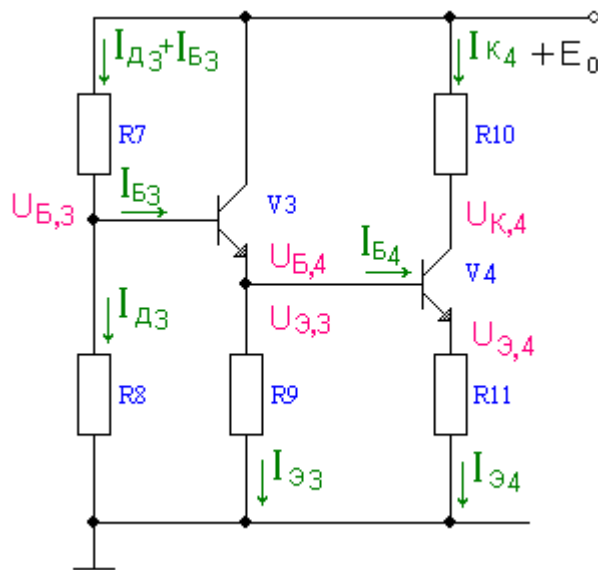 IД3+IБ3
IК4
+E0
R7
R10
IБ3
UБ,3
V3
UБ,4
IБ4
UК,4
V4
IД3
UЭ,3
UЭ,4
R8
R9
R11
IЭ3
IЭ4